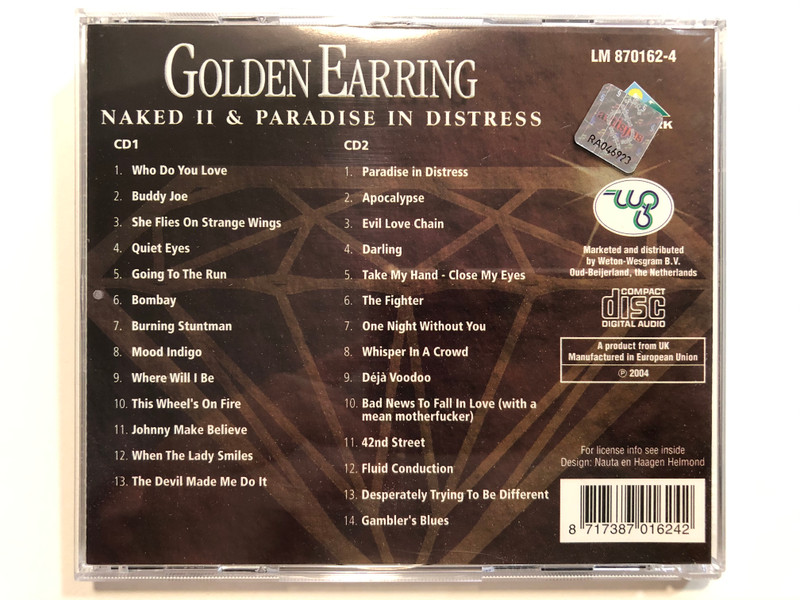 GOLDEN EARRING
NAKED II & PARADISE IN DISTRESS
CD1
1. Who Do You Love
2. Buddy Joe
3. She Flies On Strange Wings
4. Quiet Eyes
5. Going To The Run
6. Bombay
7. Burning Stuntman
8. Mood Indigo
9. Where Will I Be
10. This Wheel's On Fire
11. Johnny Make Believe
12. When The Lady Smiles
13. The Devil Made Me Do It
CD2
1. Paradise in Distress
2. Apocalypse
3. Evil Love Chain
4. Darling
5. Take My Hand - Close My Eyes
6. The Fighter
7. One Night Without You
8. Whisper In A Crowd
9. Déjà Voodoo
10. Bad News To Fall In Love (with a
mean motherfucker)
11. 42nd Street
12. Fluid Conduction
13. Desperately Trying To Be Different
14. Gambler's Blues
LM 870162-4
RA046923
Marketed and distributed
by Weton-Wesgram B.V.
Oud-Beijerland, the Netherlands
COMPACT
disc
DIGITAL AUDIO
A product from UK
Manufactured in European Union
℗ 2004
For license info see inside
Design: Nauta en Haagen Helmond
8 717387 016242